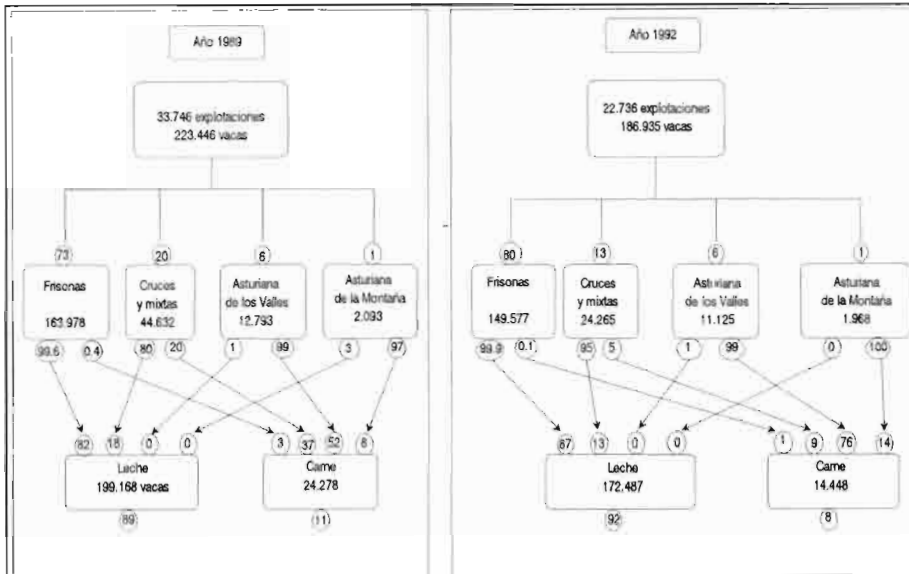 Año 1989
33.746 explotaciones
223.446 vacas
73 20 6 1
Frisonas
163.978
Cruces
y mixtas
44.632
Asturiana
de los Valles
12.793
Asturiana
de la Montaña
2.093
99.6 0.4 80 20 1 99 3 97
82 18 0 0 3 37 52 8
Leche
199.168 vacas
Carne
24.278
89 11
Año 1992
22.736 explotaciones
186.935 vacas
80 13 6 1
Frisonas
149.577
Cruces
y mixtas
24.265
Asturiana
de los Valles
11.125
Asturiana
de la Montaña
1.968
99.9 0.1 95 5 1 99 0 100
87 13 0 0 1 9 76 14
Leche
172.487
Carne
14.448
92 8